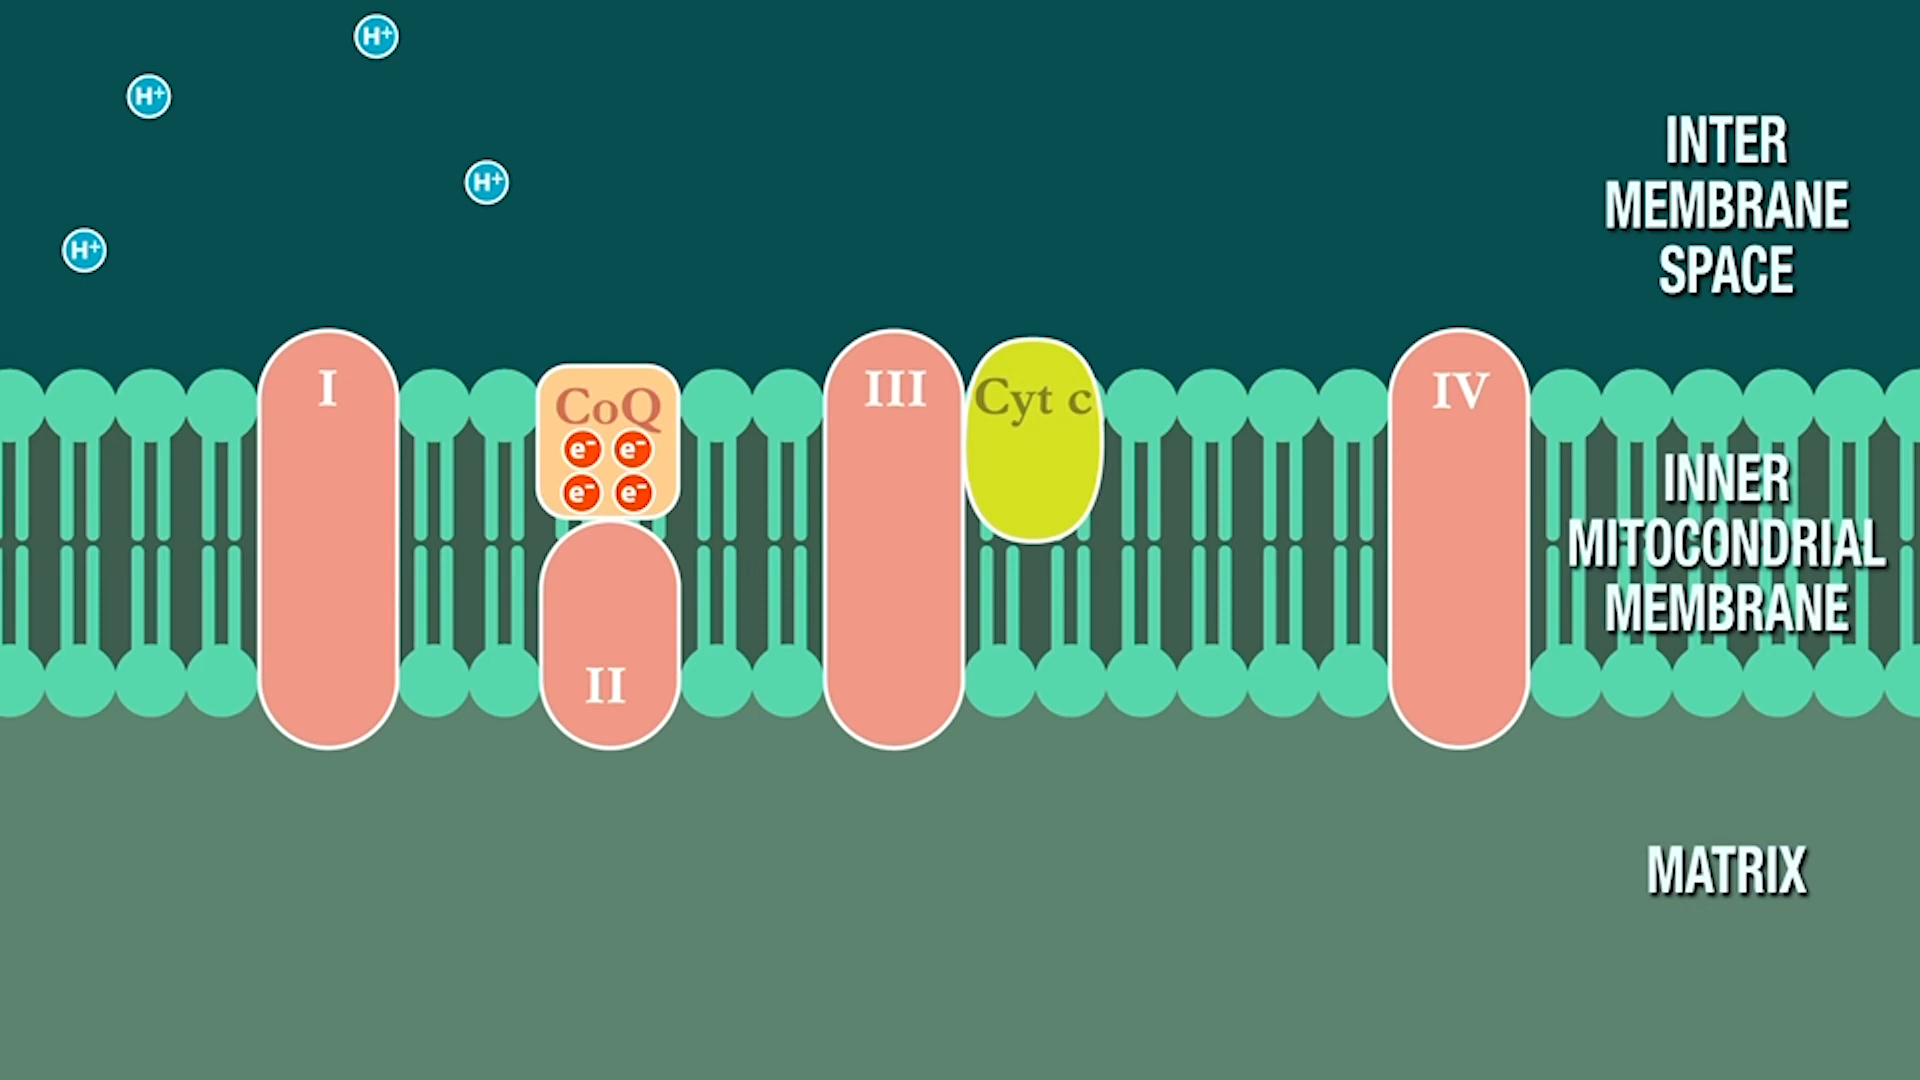 H+
H+
H+
H+
INTER
MEMBRANE
SPACE
I
CoQ
e-
e-
e-
e-
II
III
Cyt c
IV
INNER
MITOCONDRIAL
MEMBRANE
MATRIX